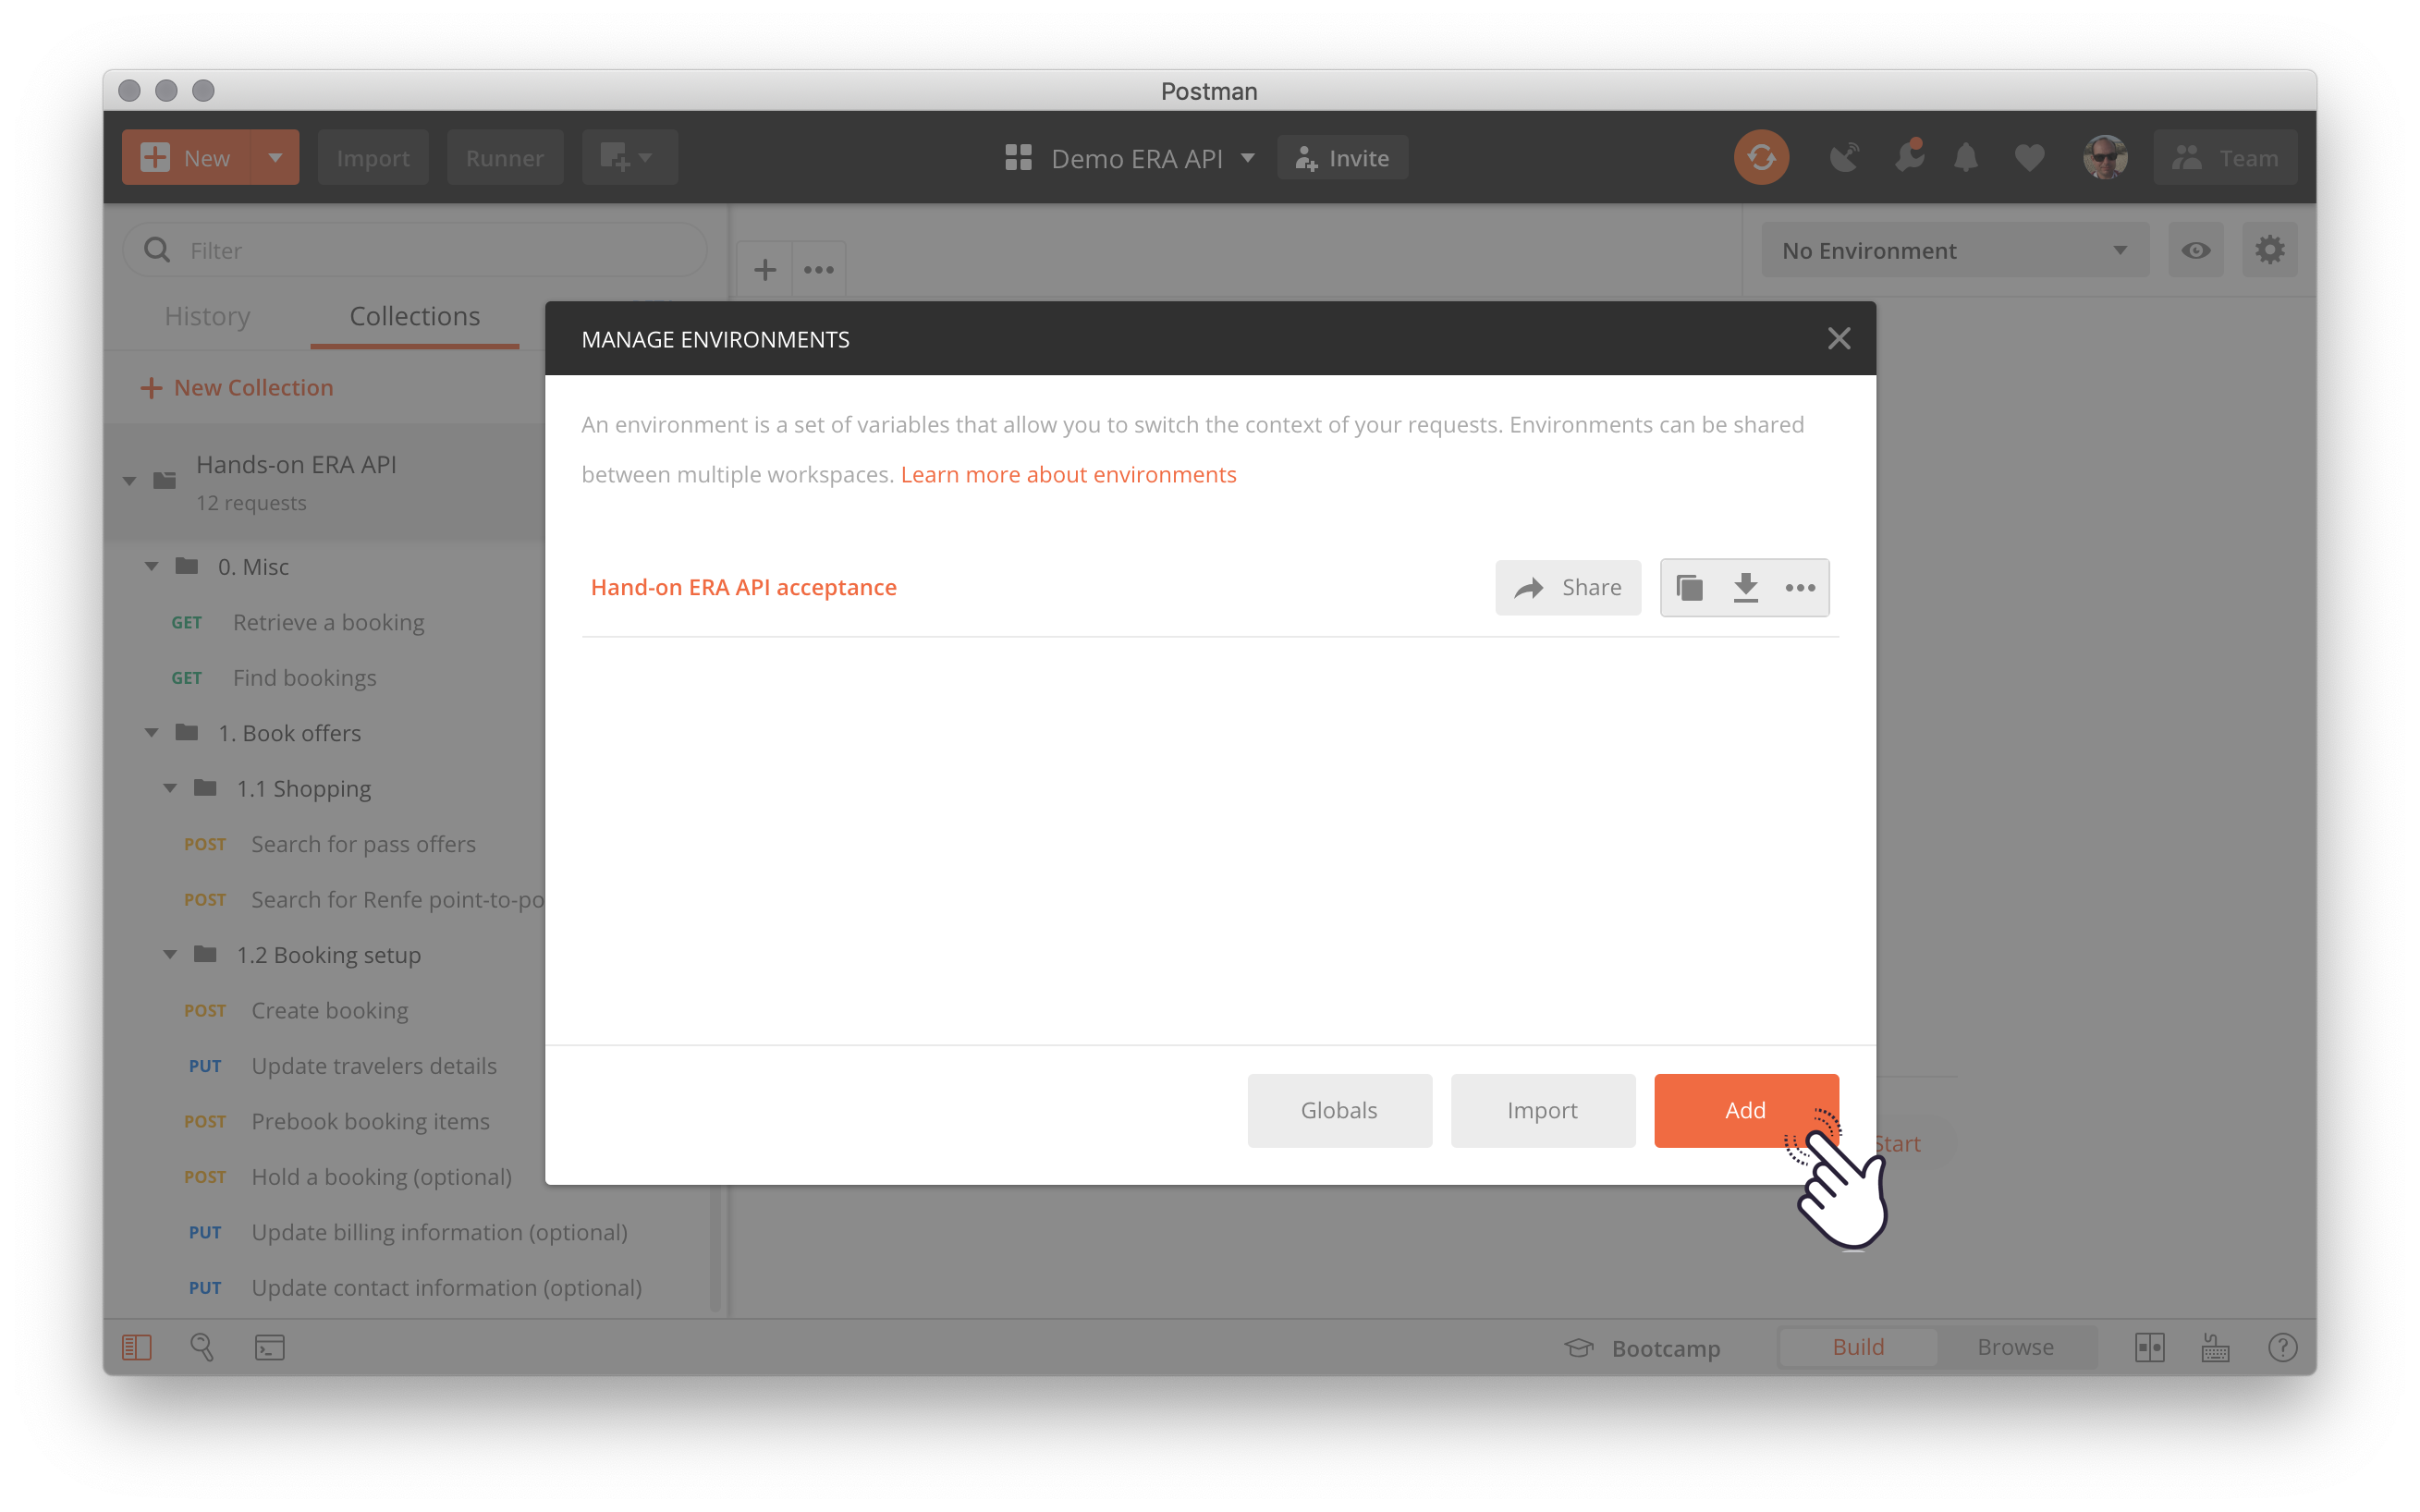 Postman
New
Import
Runner
Demo ERA API
Invite
Team
Filter
No Environment
History
Collections
New Collection
Hands-on ERA API
12 requests
0. Misc
GET Retrieve a booking
GET Find bookings
1. Book offers
1.1 Shopping
POST Search for pass offers
POST Search for Renfe point-to-po
1.2 Booking setup
POST Create booking
PUT Update travelers details
POST Prebook booking items
POST Hold a booking (optional)
PUT Update billing information (optional)
PUT Update contact information (optional)
MANAGE ENVIRONMENTS
An environment is a set of variables that allow you to switch the context of your requests. Environments can be shared
between multiple workspaces. Learn more about environments
Hand-on ERA API acceptance
Share
Globals
Import
Add
Start
Bootcamp
Build
Browse